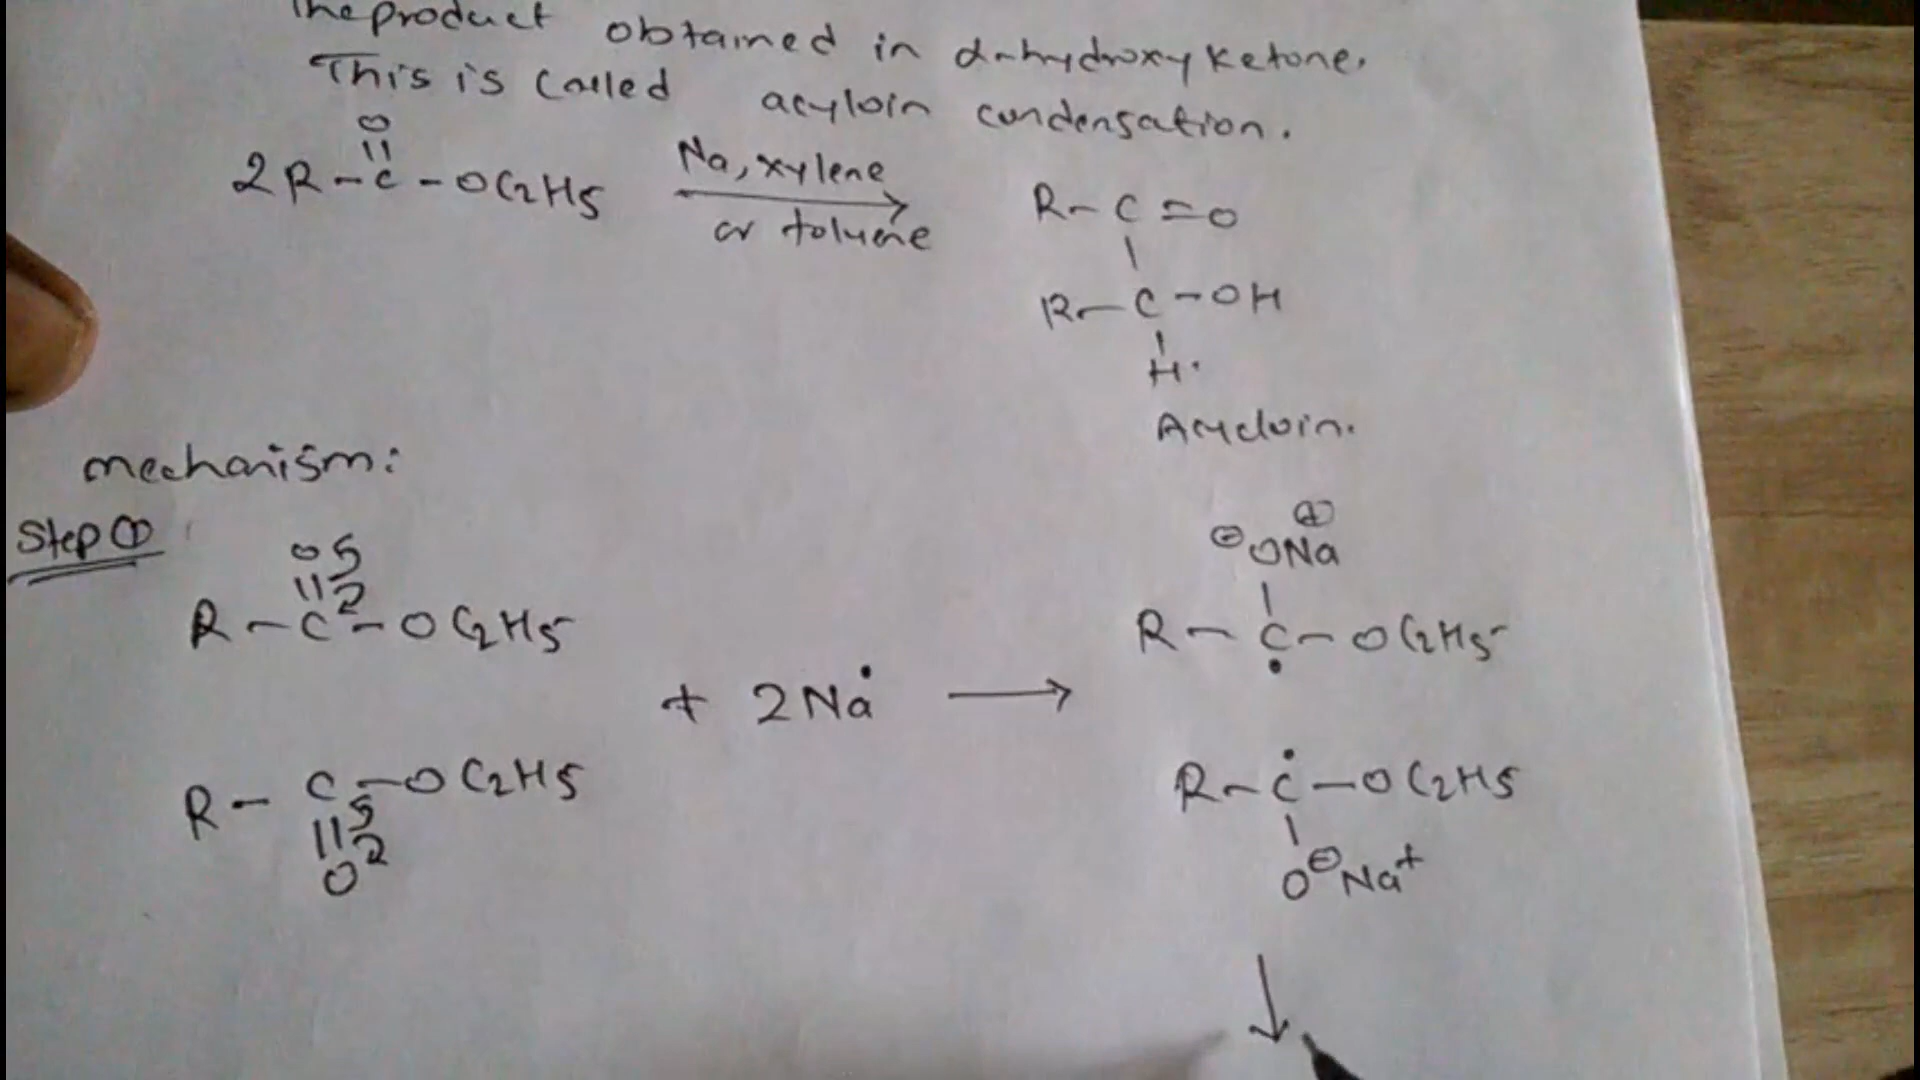 The product obtained in α-hydroxy ketone.
This is called acyloin condensation.
O
||
2R-C-OC2H5
Na, xylene
or toluene
R-C=O
|
R-C-OH
|
H.
Acyloin.
mechanism:
Step ①
O
||
R-C-OC2H5
R-C-OC2H5
||
O
+ 2Na• →
⊖ONa⊕
|
R-C-OC2H5
•
•
R-C-OC2H5
|
O⊖Na+
↓